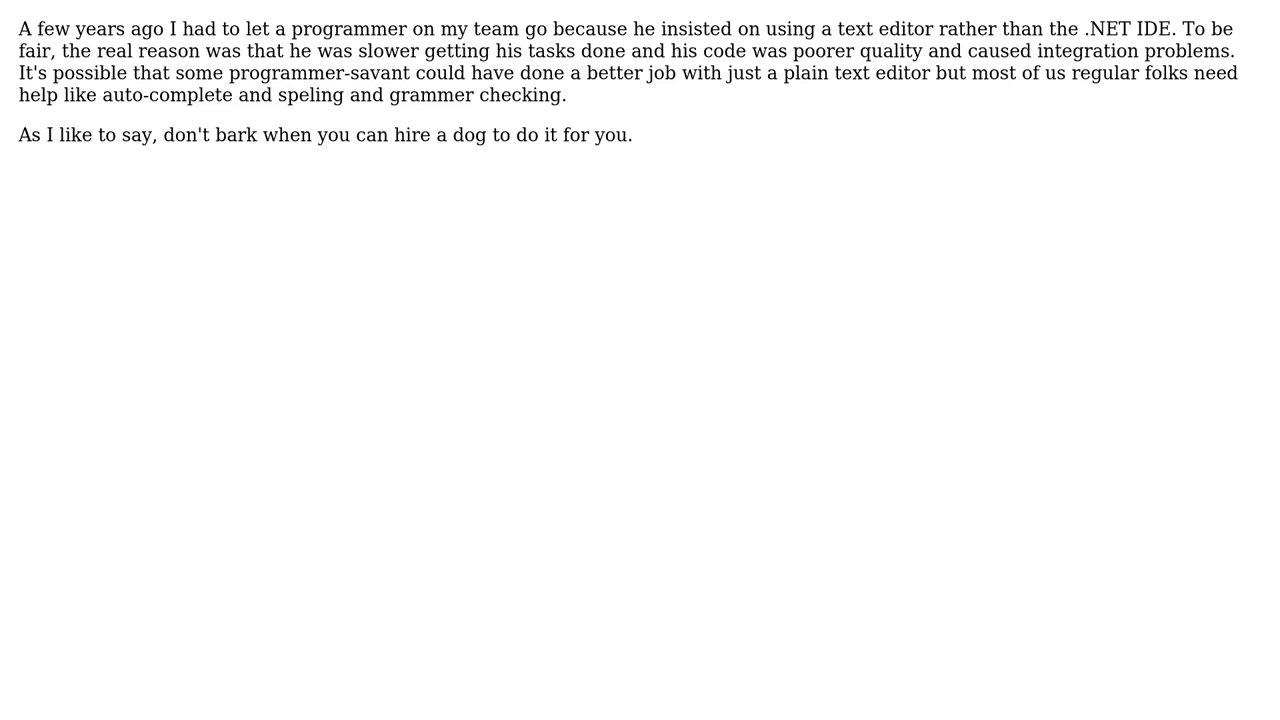 A few years ago I had to let a programmer on my team go because he insisted on using a text editor rather than the .NET IDE. To be
fair, the real reason was that he was slower getting his tasks done and his code was poorer quality and caused integration problems.
It's possible that some programmer-savant could have done a better job with just a plain text editor but most of us regular folks need
help like auto-complete and speling and grammer checking.
As I like to say, don't bark when you can hire a dog to do it for you.